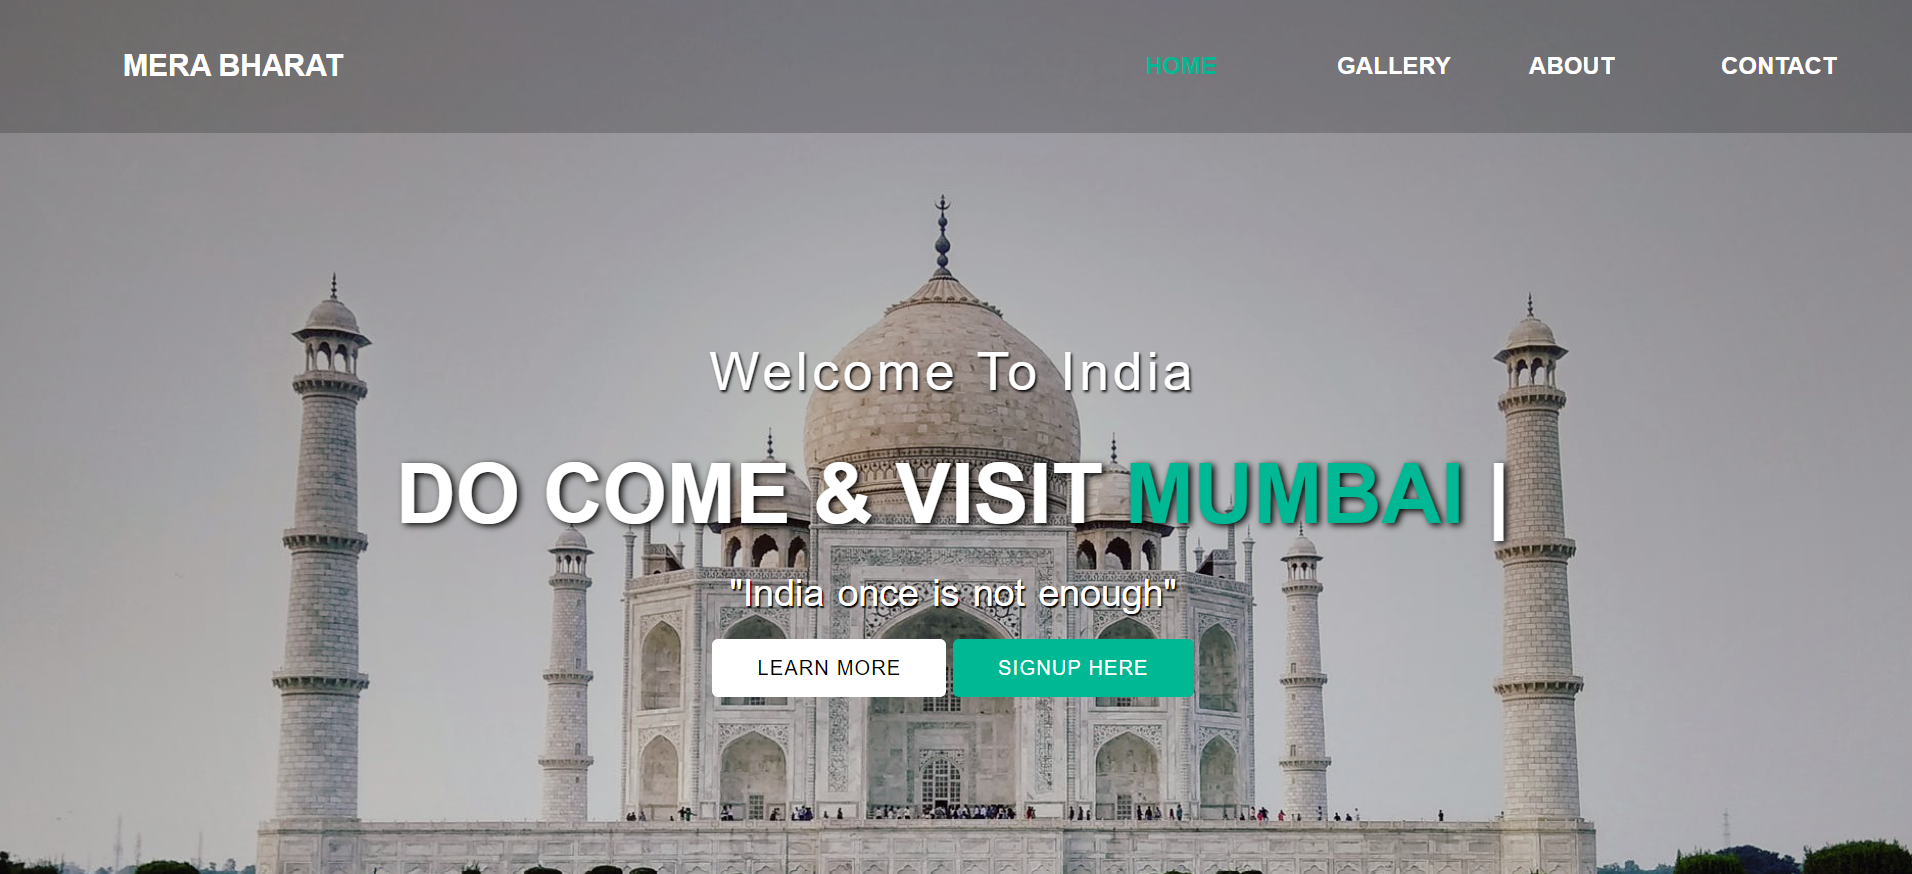 MERA BHARAT HOME GALLERY ABOUT CONTACT
Welcome To India
DO COME & VISIT MUMBAI |
"India once is not enough"
LEARN MORE SIGNUP HERE